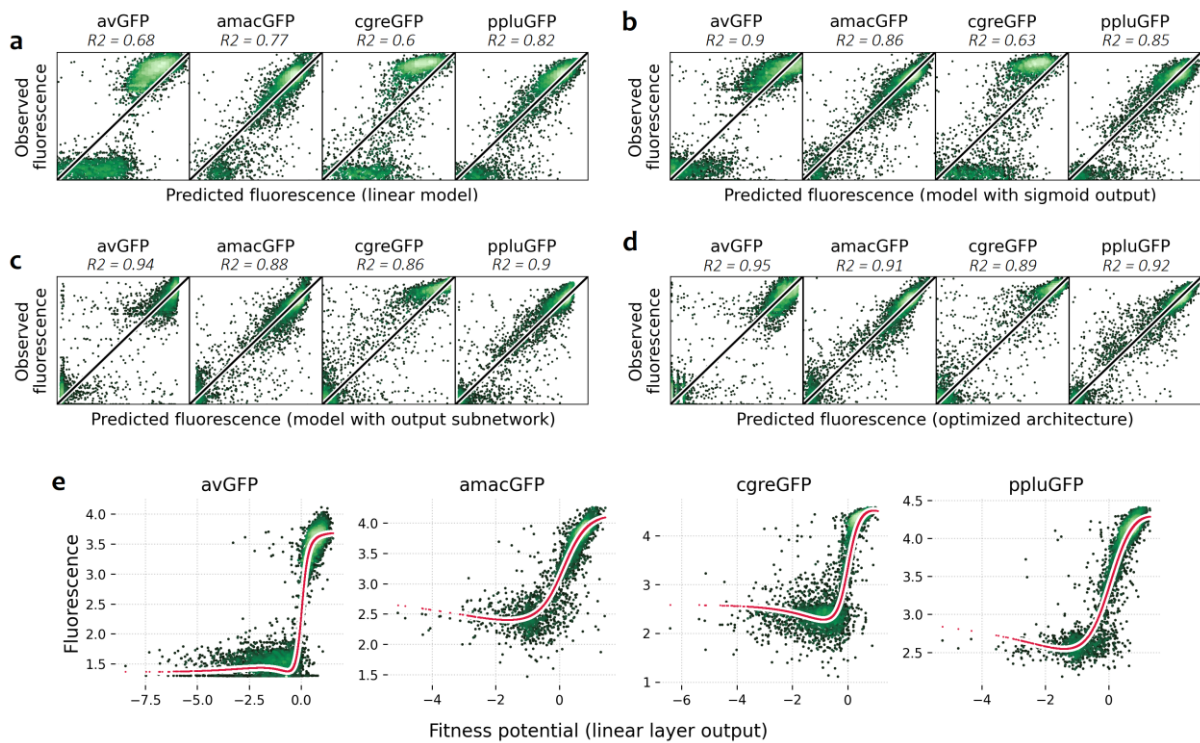 a
avGFP amacGFP cgreGFP ppluGFP
R2 = 0.68 R2 = 0.77 R2 = 0.6 R2 = 0.82
Observed
fluorescence
Predicted fluorescence (linear model)
b
avGFP amacGFP cgreGFP ppluGFP
R2 = 0.9 R2 = 0.86 R2 = 0.63 R2 = 0.85
Observed
fluorescence
Predicted fluorescence (model with sigmoid output)
c
avGFP amacGFP cgreGFP ppluGFP
R2 = 0.94 R2 = 0.88 R2 = 0.86 R2 = 0.9
Observed
fluorescence
Predicted fluorescence (model with output subnetwork)
d
avGFP amacGFP cgreGFP ppluGFP
R2 = 0.95 R2 = 0.91 R2 = 0.89 R2 = 0.92
Observed
fluorescence
Predicted fluorescence (optimized architecture)
e
Fluorescence
avGFP
4.0
3.5
3.0
2.5
2.0
1.5
−7.5 −5.0 −2.5 0.0
amacGFP
4.0
3.5
3.0
2.5
2.0
1.5
−4 −2 0
cgreGFP
4
3
2
1
−6 −4 −2 0
ppluGFP
4.5
4.0
3.5
3.0
2.5
−4 −2 0
Fitness potential (linear layer output)